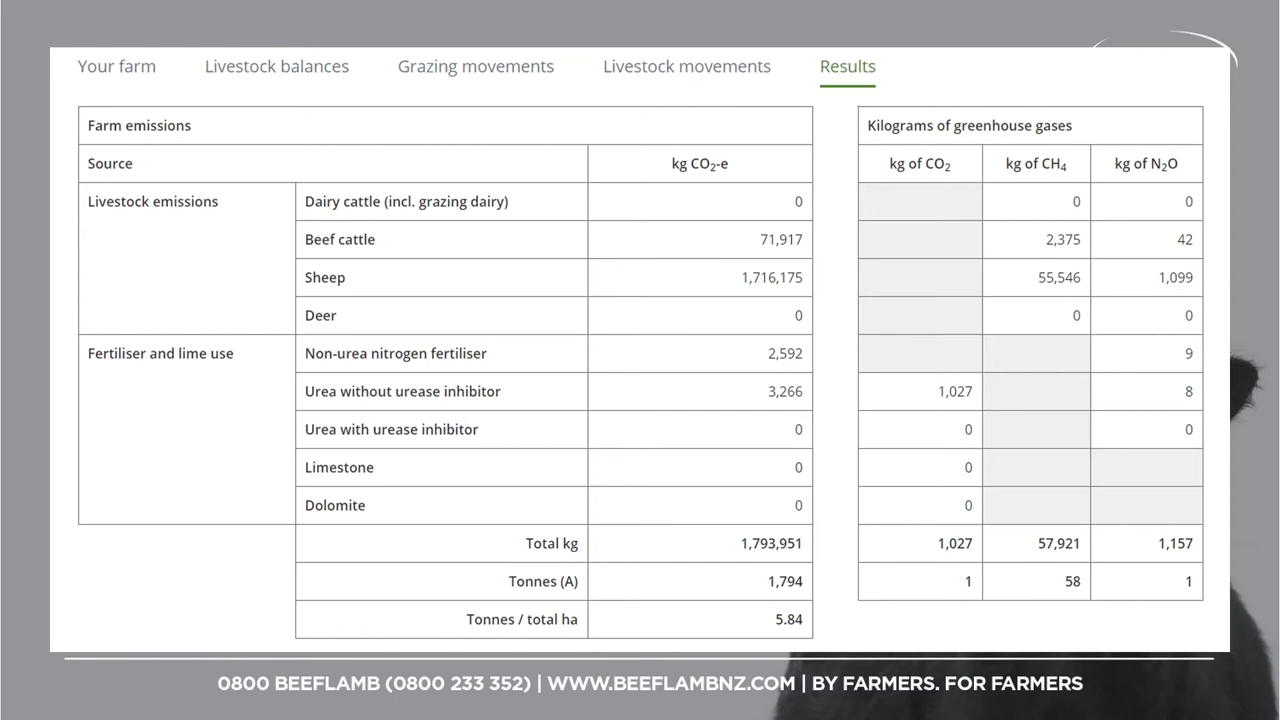 Your farm Livestock balances Grazing movements Livestock movements Results
Farm emissions Kilograms of greenhouse gases
Source kg CO₂-e kg of CO₂ kg of CH₄ kg of N₂O
Livestock emissions Dairy cattle (incl. grazing dairy) 0 0 0
Beef cattle 71,917 2,375 42
Sheep 1,716,175 55,546 1,099
Deer 0 0 0
Fertiliser and lime use Non-urea nitrogen fertiliser 2,592 9
Urea without urease inhibitor 3,266 1,027 8
Urea with urease inhibitor 0 0 0
Limestone 0 0
Dolomite 0 0
Total kg 1,793,951 1,027 57,921 1,157
Tonnes (A) 1,794 1 58 1
Tonnes / total ha 5.84
0800 BEEFLAMB (0800 233 352) | WWW.BEEFLAMBNZ.COM | BY FARMERS. FOR FARMERS